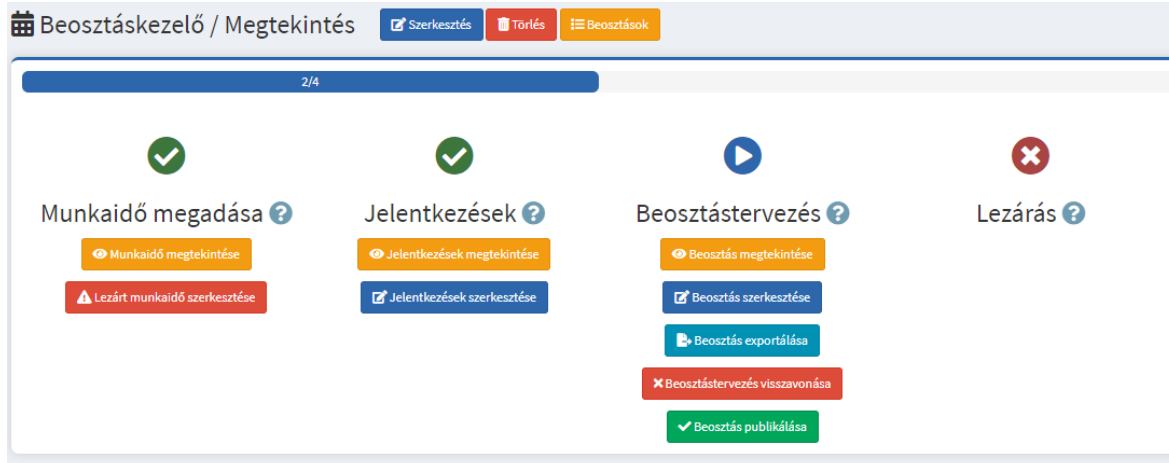 Beosztáskezelő / Megtekintés Szerkesztés Törlés Beosztások
2/4
Munkaidő megadása ?
Munkaidő megtekintése
Lezárt munkaidő szerkesztése
Jelentkezések ?
Jelentkezések megtekintése
Jelentkezések szerkesztése
Beosztástervezés ?
Beosztás megtekintése
Beosztás szerkesztése
Beosztás exportálása
Beosztástervezés visszavonása
Beosztás publikálása
Lezárás ?